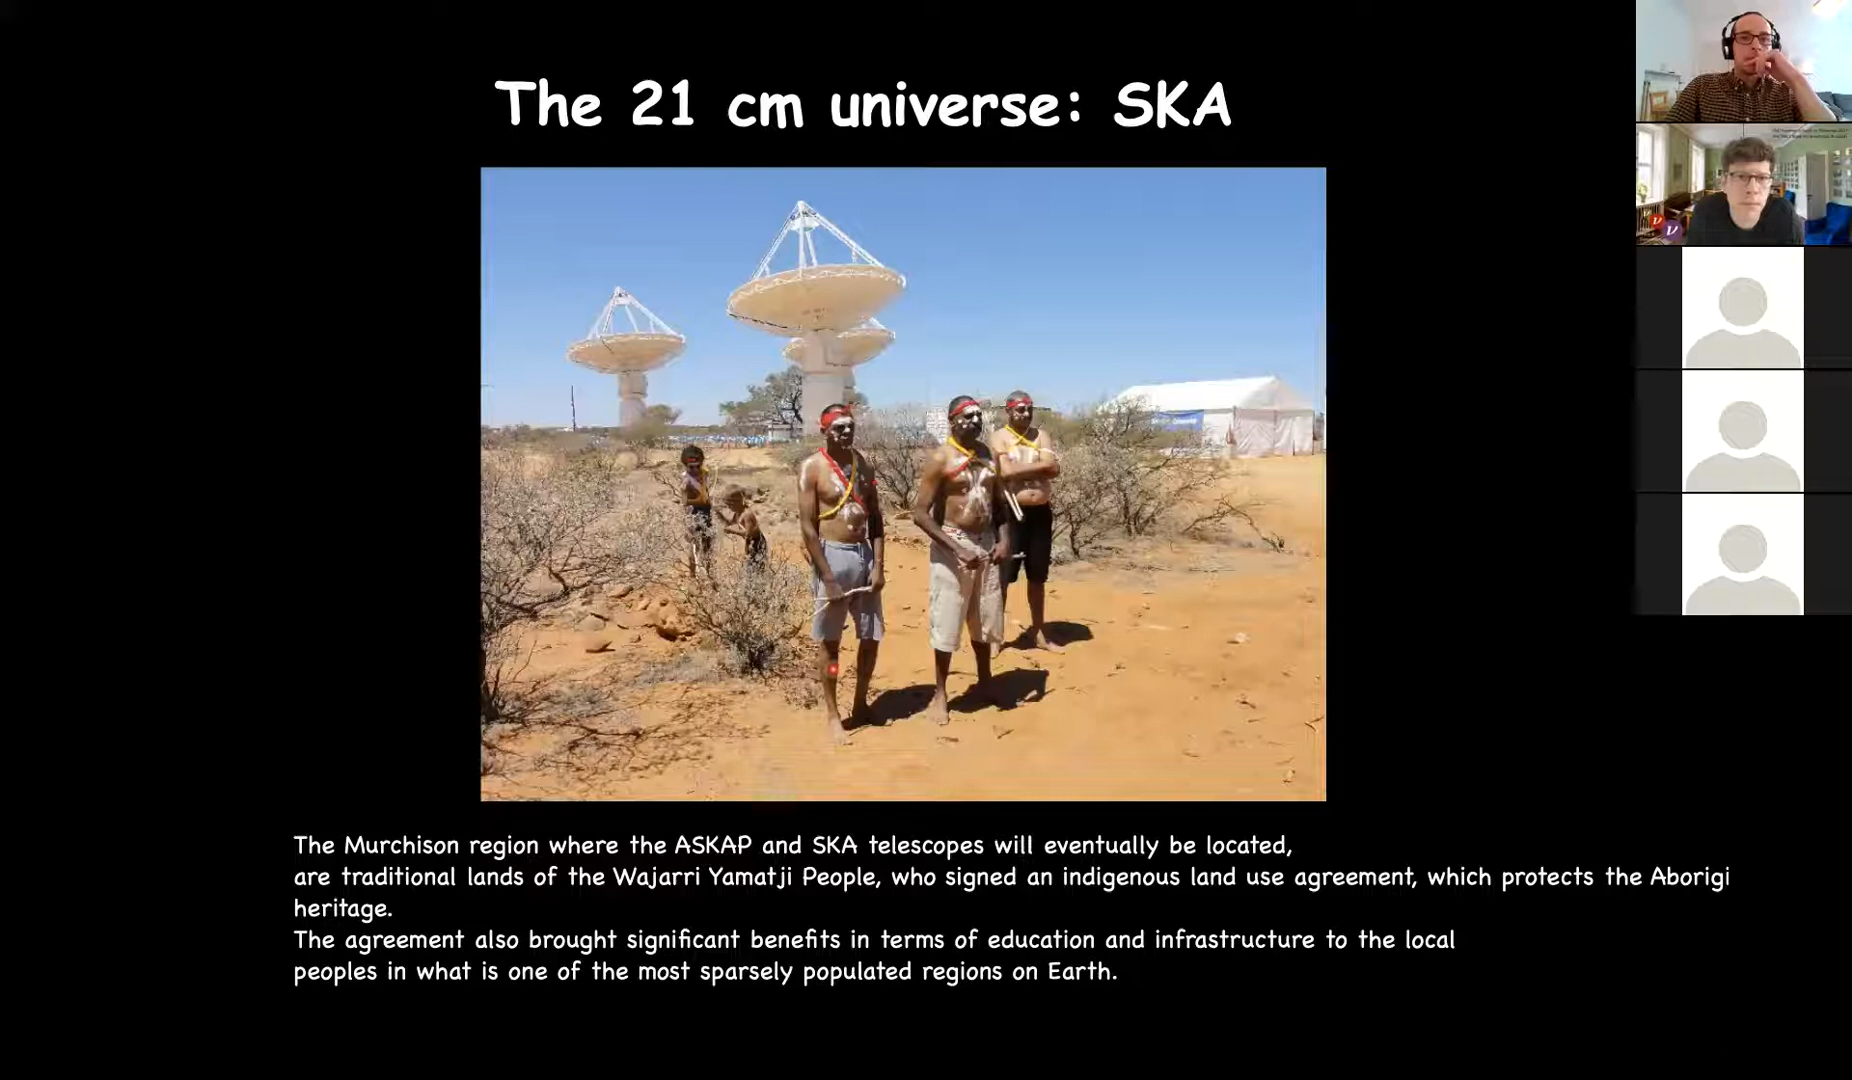 The 21 cm universe: SKA
The Murchison region where the ASKAP and SKA telescopes will eventually be located,
are traditional lands of the Wajarri Yamatji People, who signed an indigenous land use agreement, which protects the Aborigi
heritage.
The agreement also brought significant benefits in terms of education and infrastructure to the local
peoples in what is one of the most sparsely populated regions on Earth.